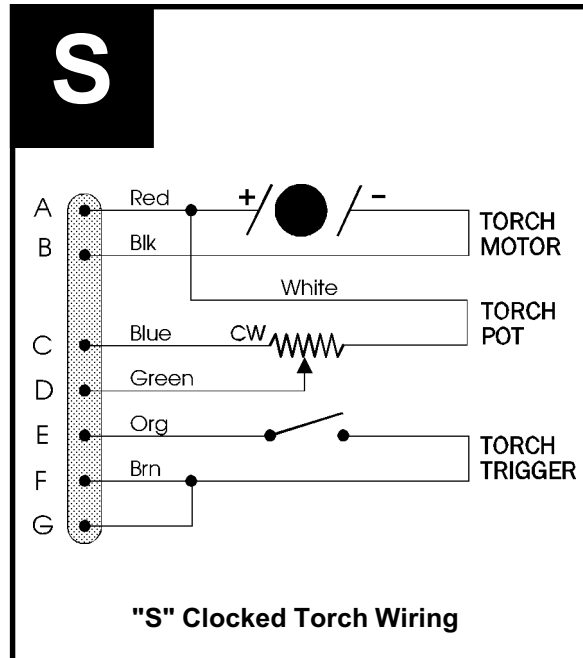 S
A Red + -
B Blk
TORCH
MOTOR
White
TORCH
POT
C Blue CW
D Green
E Org
TORCH
TRIGGER
F Brn
G
"S" Clocked Torch Wiring